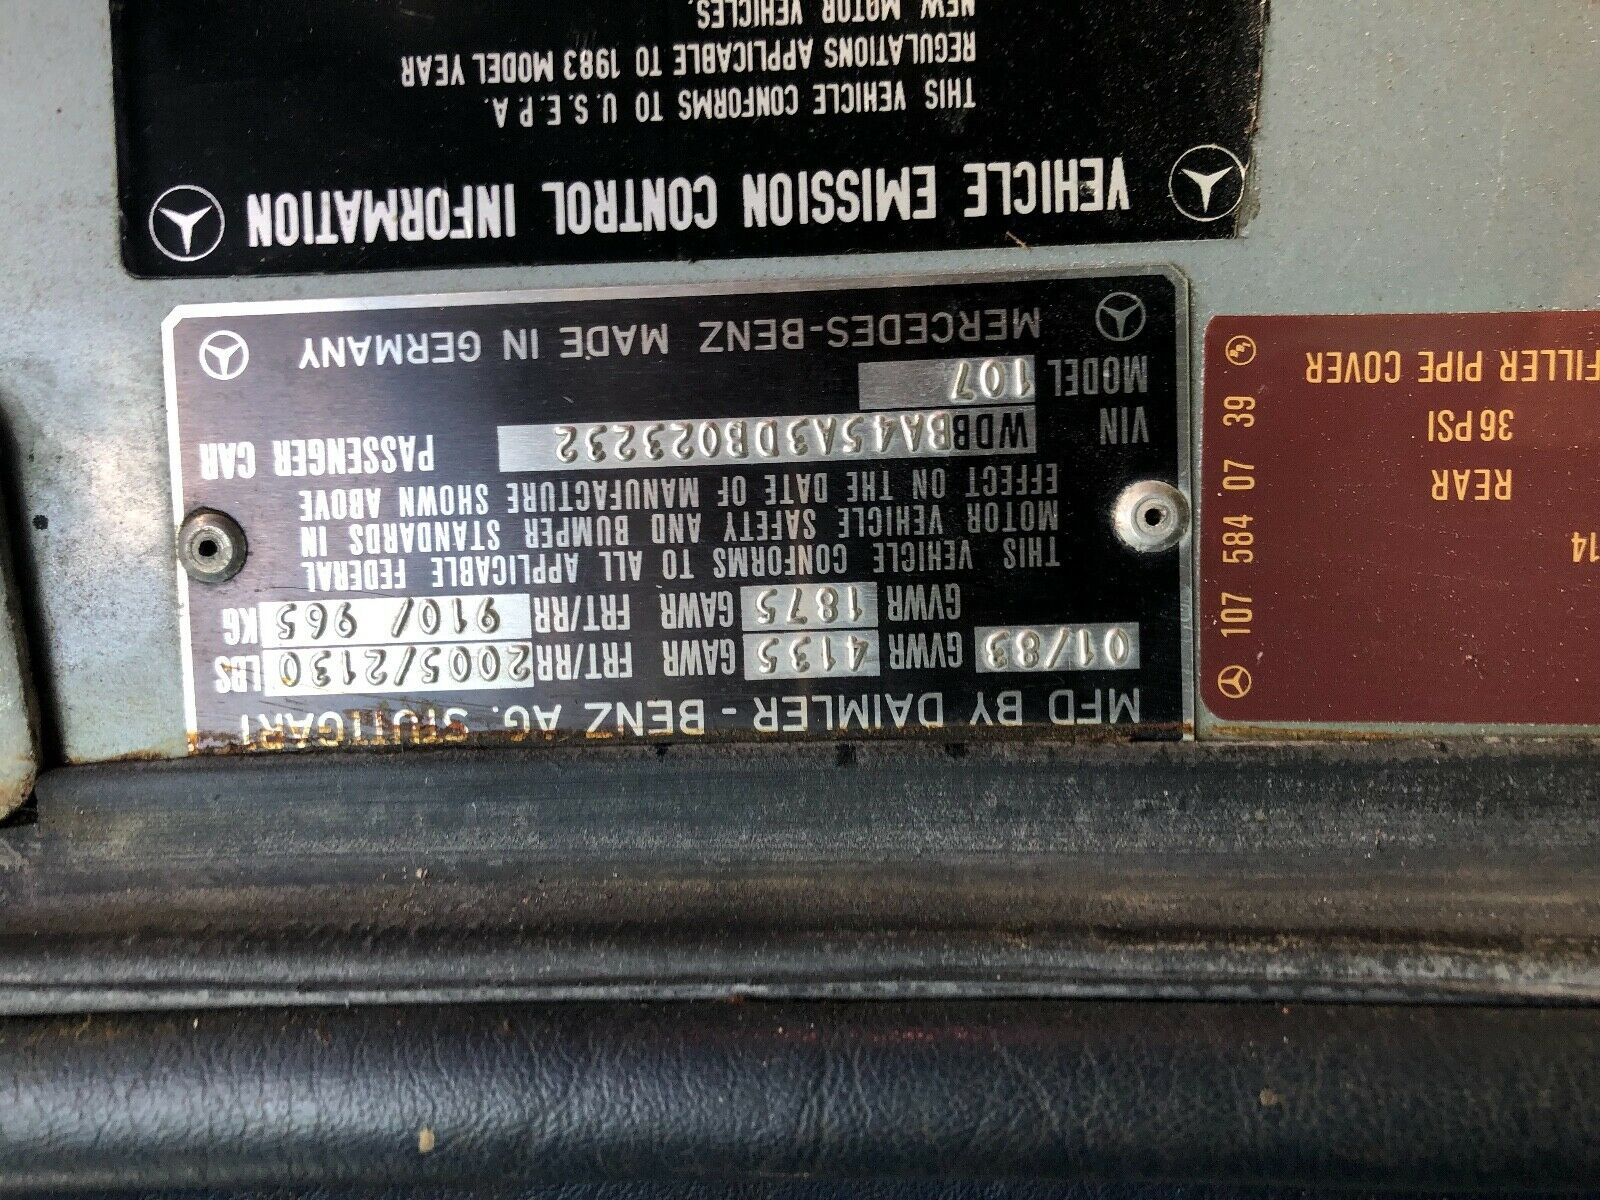 MFD BY DAIMLER - BENZ AG. STUTTGART
01/83 GVWR 4135 GAWR FRT/RR 2005/2130 LBS
GVWR 1875 GAWR FRT/RR 910/ 965 KG
THIS VEHICLE CONFORMS TO ALL APPLICABLE FEDERAL
MOTOR VEHICLE SAFETY AND BUMPER STANDARDS IN
EFFECT ON THE DATE OF MANUFACTURE SHOWN ABOVE
VIN WDBBA45A3DB023232 PASSENGER CAR
MODEL 107
MERCEDES-BENZ MADE IN GERMANY
VEHICLE EMISSION CONTROL INFORMATION
THIS VEHICLE CONFORMS TO U.S.E.P A.
REGULATIONS APPLICABLE TO 1983 MODEL YEAR
NEW MOTOR VEHICLES.
14
REAR
36 PSI
FILLER PIPE COVER
107 584 07 39